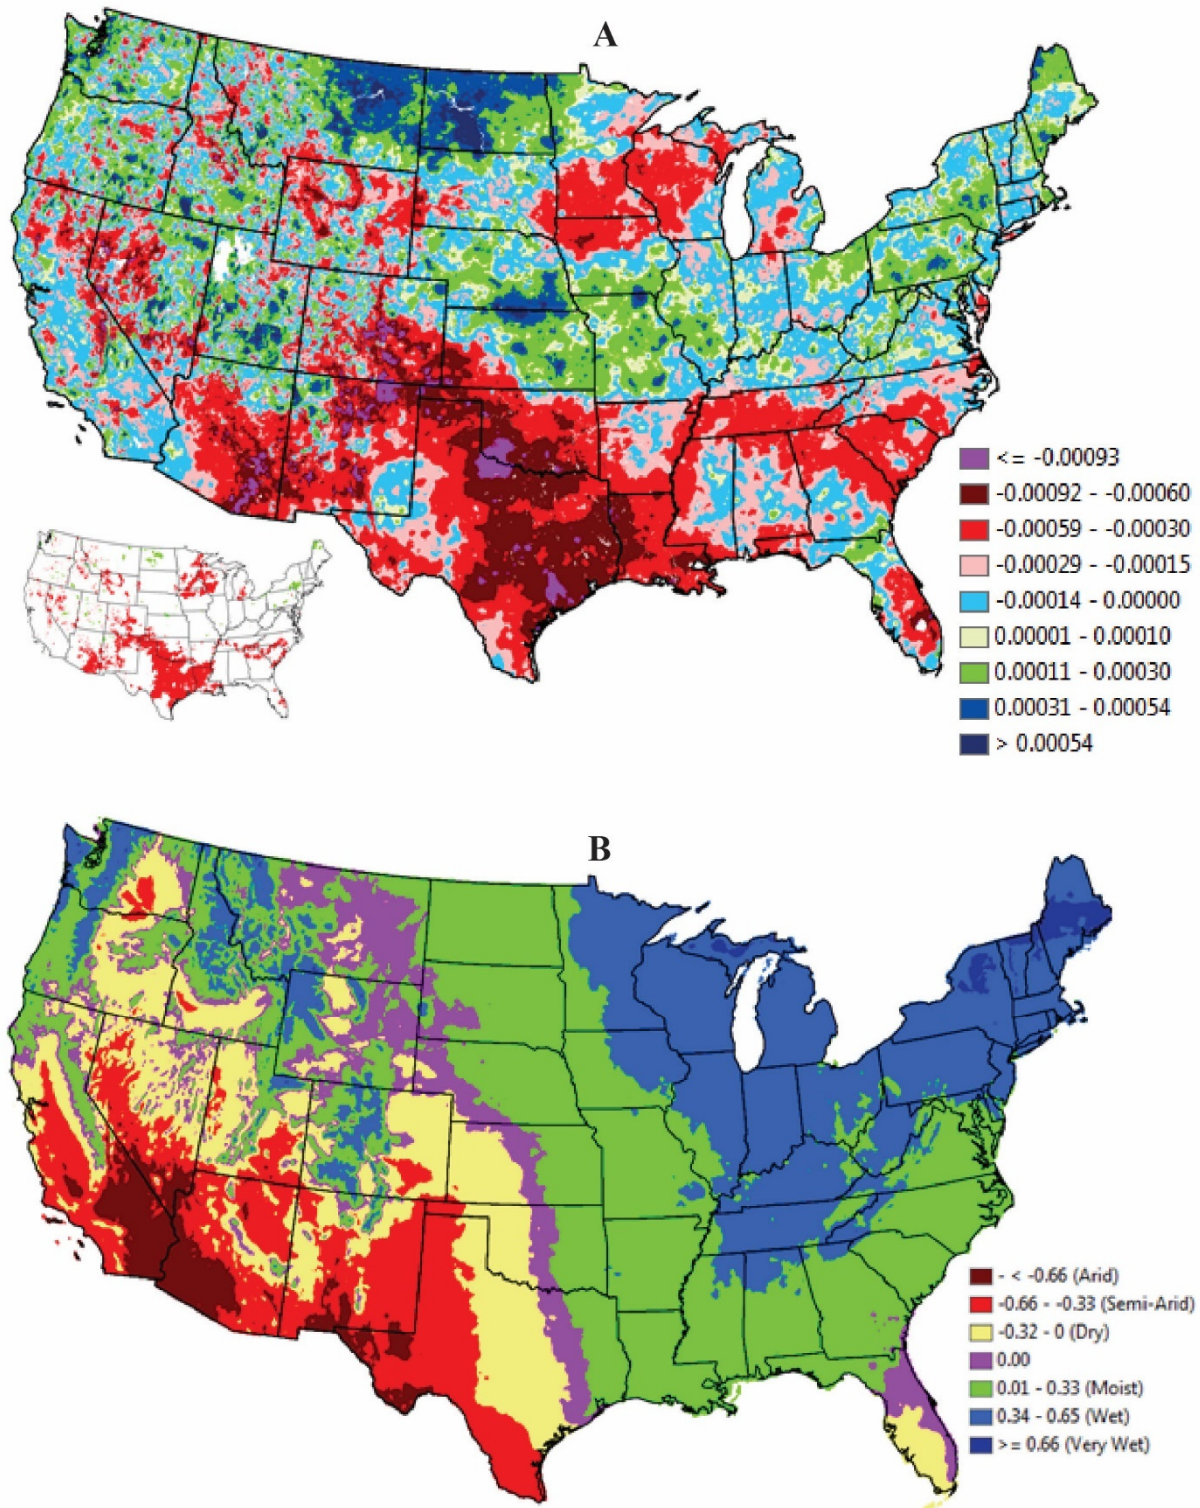 A
<= -0.00093
-0.00092 - -0.00060
-0.00059 - -0.00030
-0.00029 - -0.00015
-0.00014 - 0.00000
0.00001 - 0.00010
0.00011 - 0.00030
0.00031 - 0.00054
> 0.00054
B
- < -0.66 (Arid)
-0.66 - -0.33 (Semi-Arid)
-0.32 - 0 (Dry)
0.00
0.01 - 0.33 (Moist)
0.34 - 0.65 (Wet)
>= 0.66 (Very Wet)